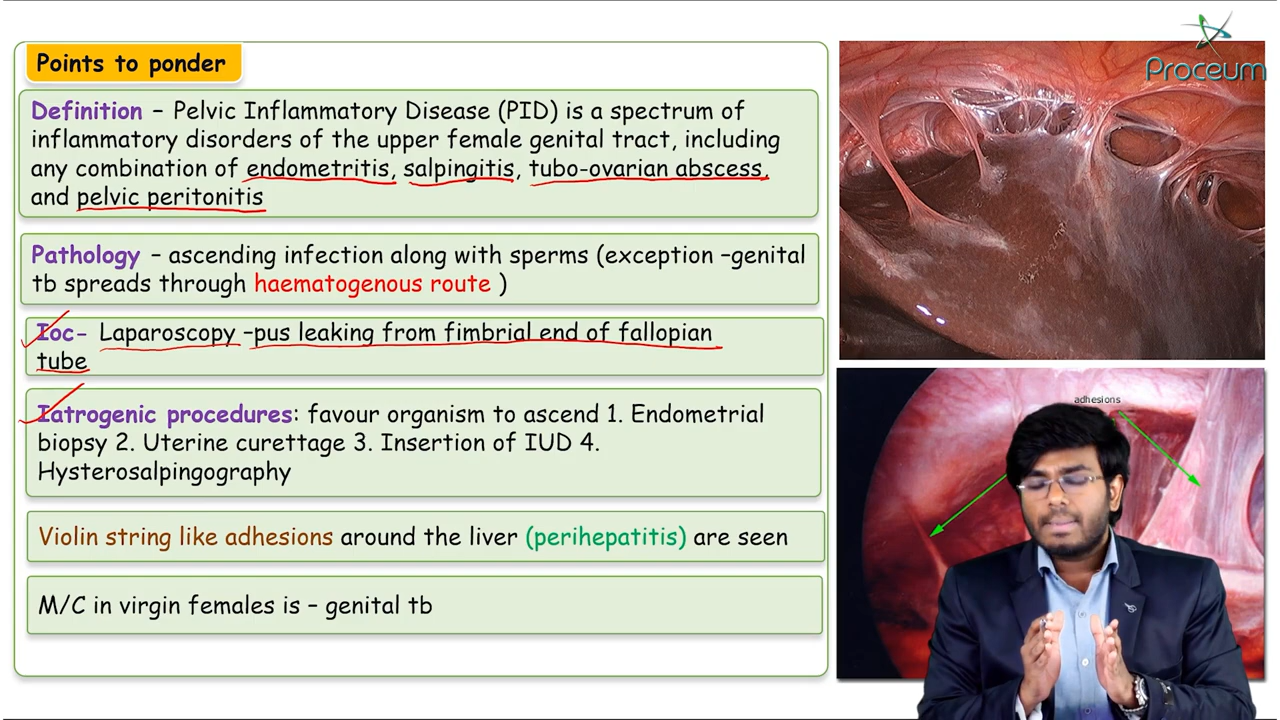 Points to ponder
Definition – Pelvic Inflammatory Disease (PID) is a spectrum of
inflammatory disorders of the upper female genital tract, including
any combination of endometritis, salpingitis, tubo-ovarian abscess,
and pelvic peritonitis
Pathology – ascending infection along with sperms (exception –genital
tb spreads through haematogenous route )
Ioc- Laparoscopy –pus leaking from fimbrial end of fallopian
tube
Iatrogenic procedures: favour organism to ascend 1. Endometrial
biopsy 2. Uterine curettage 3. Insertion of IUD 4.
Hysterosalpingography
Violin string like adhesions around the liver (perihepatitis) are seen
M/C in virgin females is – genital tb
Proceum
adhesions